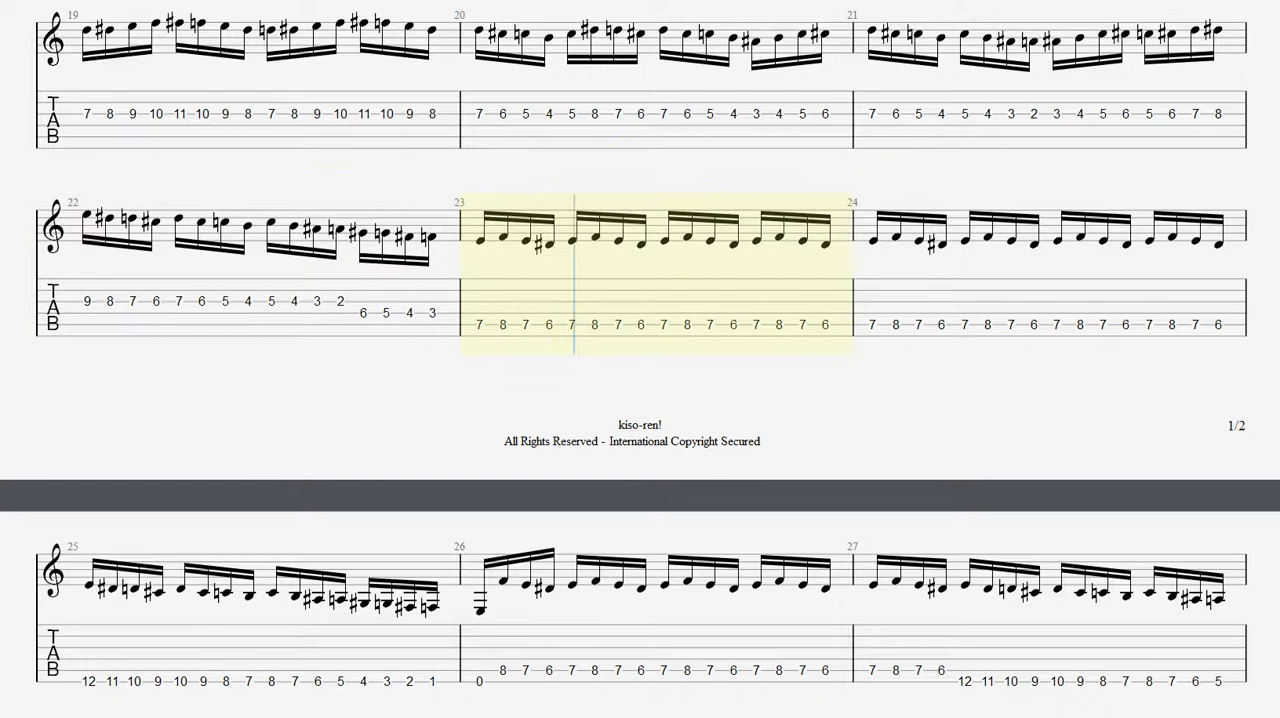 19 20 21
T
A
B
7 8 9 10 11 10 9 8 7 8 9 10 11 10 9 8 7 6 5 4 5 8 7 6 7 6 5 4 3 4 5 6 7 6 5 4 5 4 3 2 3 4 5 6 5 6 7 8
22 23 24
T
A
B
9 8 7 6 7 6 5 4 5 4 3 2
6 5 4 3
7 8 7 6 7 8 7 6 7 8 7 6 7 8 7 6 7 8 7 6 7 8 7 6 7 8 7 6 7 8 7 6
kiso-ren!
All Rights Reserved - International Copyright Secured
1/2
25 26 27
T
A
B
8 7 6 7 8 7 6 7 8 7 6 7 8 7 6 7 8 7 6
12 11 10 9 10 9 8 7 8 7 6 5 4 3 2 1 0 12 11 10 9 10 9 8 7 8 7 6 5